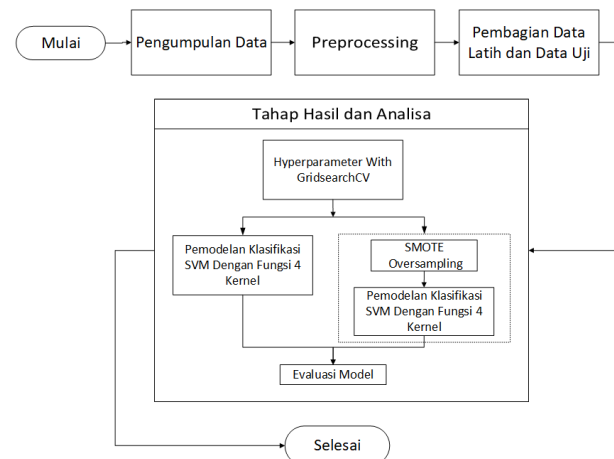 Mulai
Pengumpulan Data
Preprocessing
Pembagian Data
Latih dan Data Uji
Tahap Hasil dan Analisa
Hyperparameter With
GridsearchCV
Pemodelan Klasifikasi
SVM Dengan Fungsi 4
Kernel
SMOTE
Oversampling
Pemodelan Klasifikasi
SVM Dengan Fungsi 4
Kernel
Evaluasi Model
Selesai